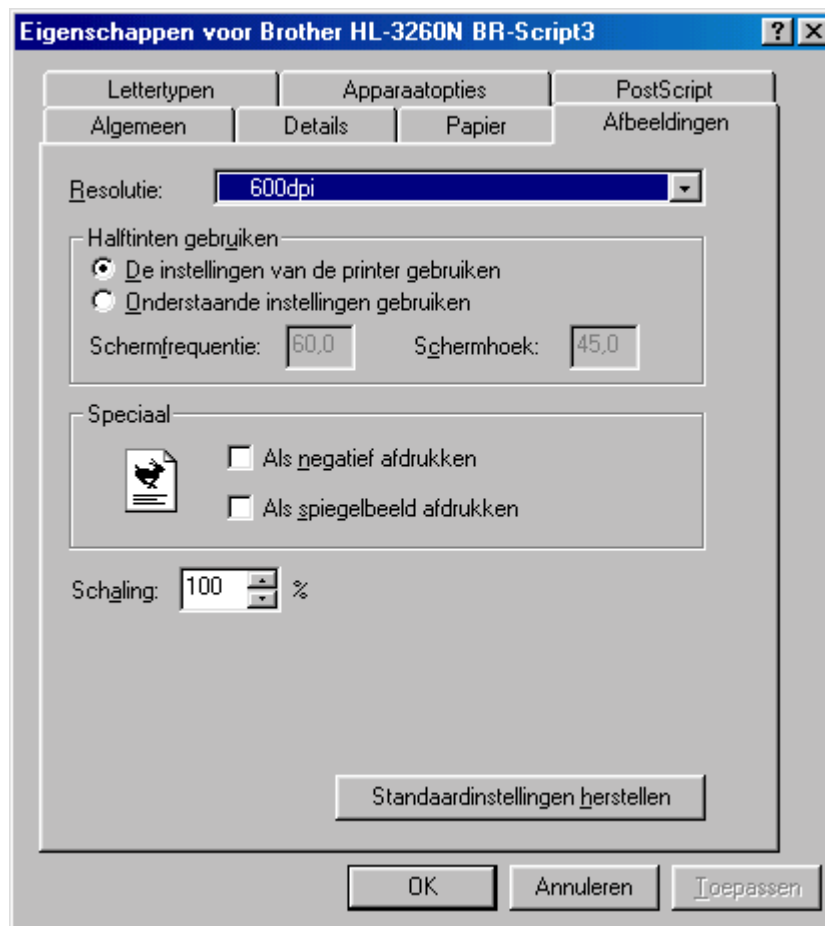 Eigenschappen voor Brother HL-3260N BR-Script3
Lettertypen Apparaatopties PostScript
Algemeen Details Papier Afbeeldingen
Resolutie: 600dpi
Halftinten gebruiken
De instellingen van de printer gebruiken
Onderstaande instellingen gebruiken
Schermfrequentie: 60,0 Schermhoek: 45,0
Speciaal
Als negatief afdrukken
Als spiegelbeeld afdrukken
Schaling: 100 %
Standaardinstellingen herstellen
OK Annuleren Toepassen